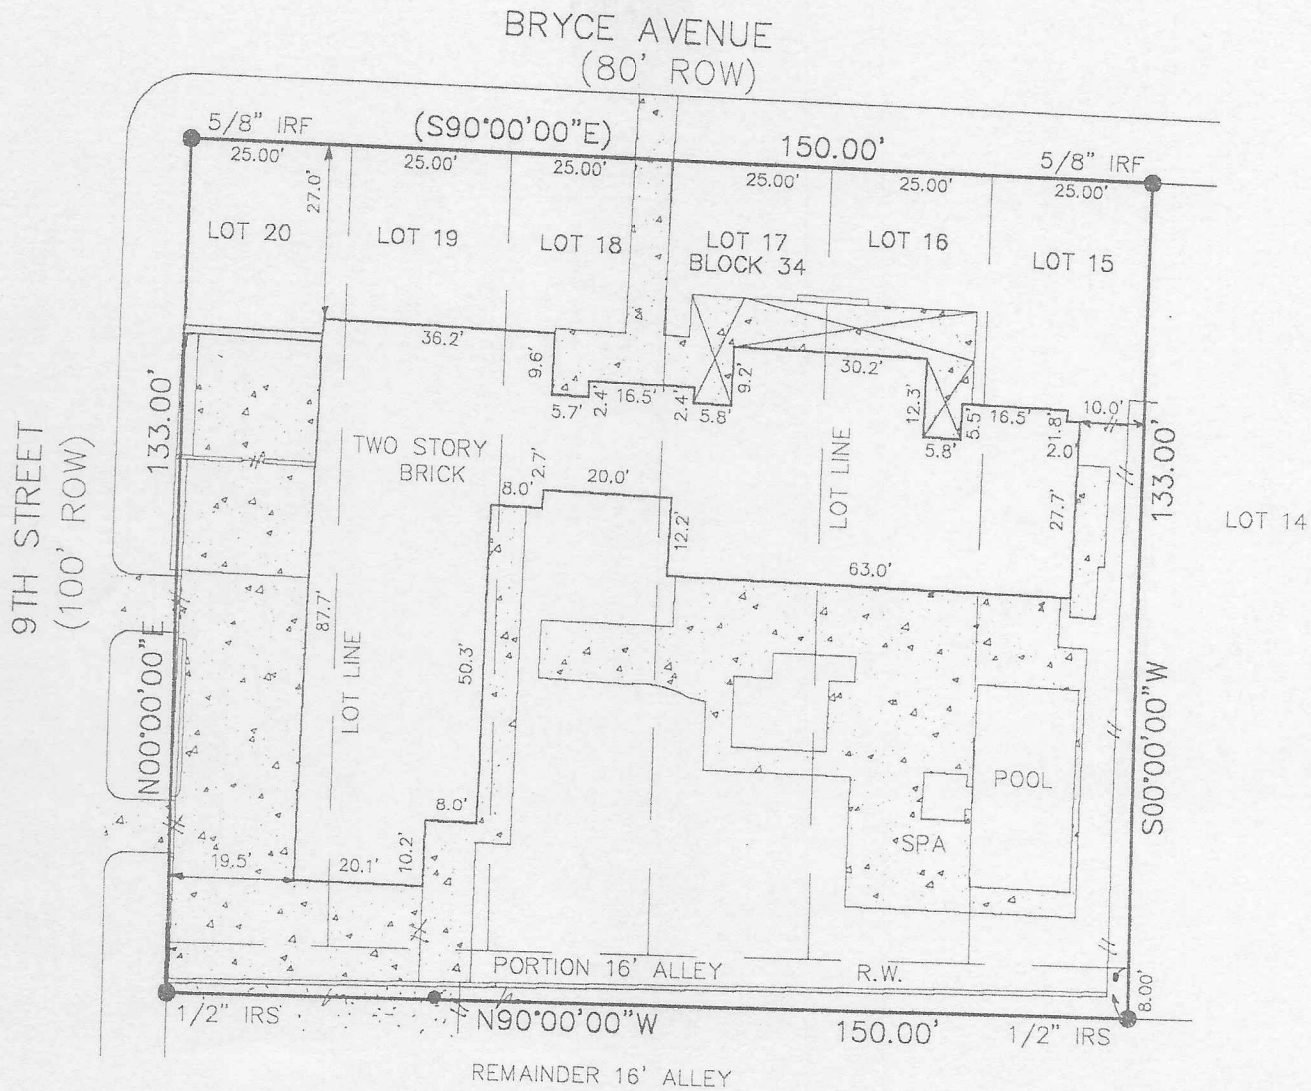 BRYCE AVENUE
(80' ROW)
5/8" IRF
(S90°00'00"E)
150.00'
5/8" IRF
25.00'
25.00'
25.00'
25.00'
25.00'
25.00'
27.0'
LOT 20
LOT 19
LOT 18
LOT 17
BLOCK 34
LOT 16
LOT 15
36.2'
9.6'
5.7'
2.4'
16.5'
2.4'
5.8'
9.2'
30.2'
12.3'
5.8'
5.5'
16.5'
21.8'
2.0'
10.0'
133.00'
133.00'
9TH STREET
(100' ROW)
TWO STORY
BRICK
8.0'
2.7'
20.0'
12.2'
LOT LINE
27.7'
LOT 14
63.0'
87.7'
LOT LINE
50.3'
N00°00'00"E
S00°00'00"W
POOL
SPA
8.0'
10.2'
19.5'
20.1'
PORTION 16' ALLEY
R.W.
8.00'
1/2" IRS
N90°00'00"W
150.00'
1/2" IRS
REMAINDER 16' ALLEY